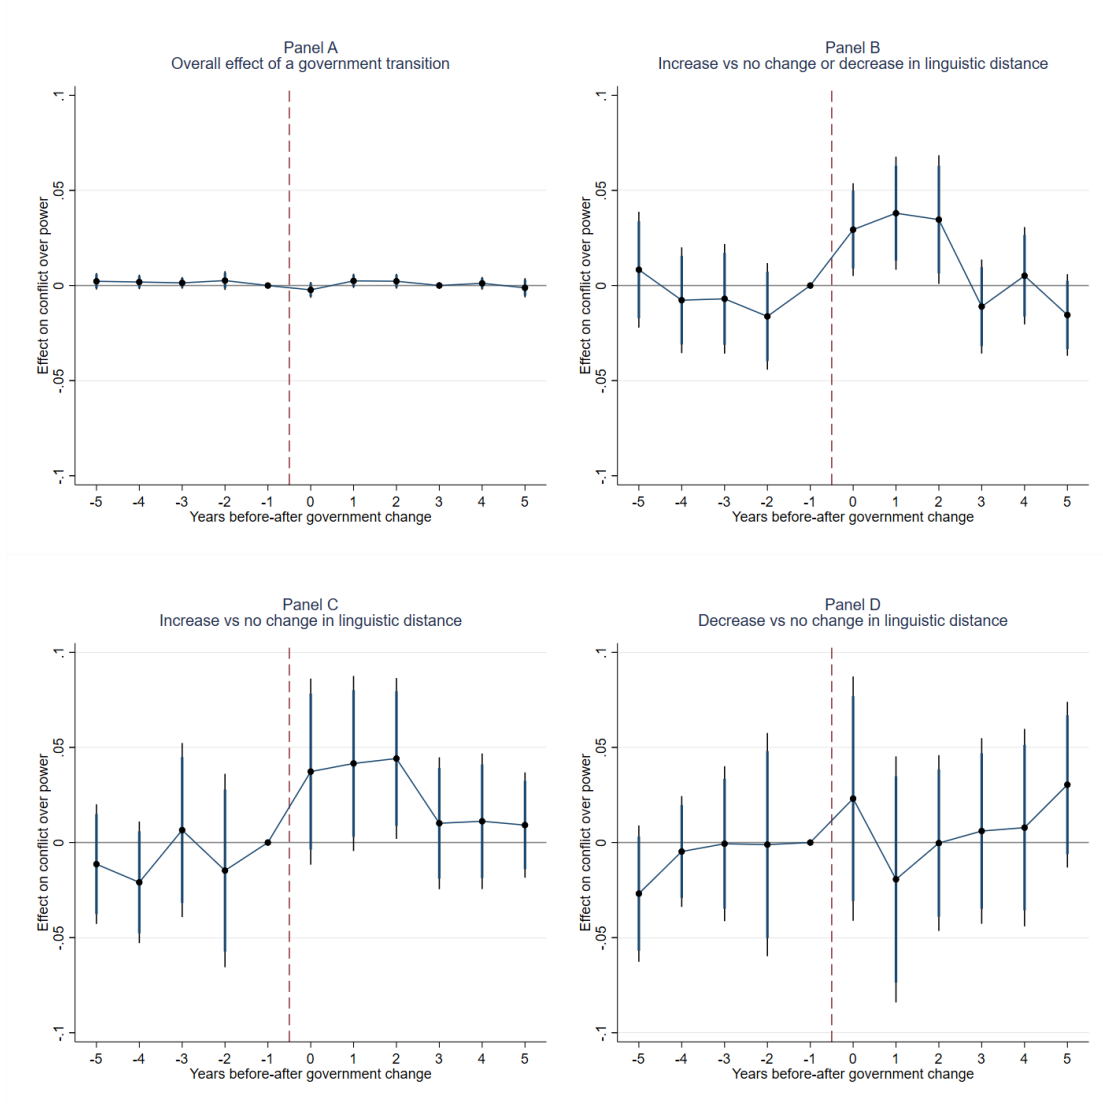 Panel A
Overall effect of a government transition
Effect on conflict over power
.1
.05
0
-.05
-.1
-5 -4 -3 -2 -1 0 1 2 3 4 5
Years before-after government change
Panel B
Increase vs no change or decrease in linguistic distance
Effect on conflict over power
.1
.05
0
-.05
-.1
-5 -4 -3 -2 -1 0 1 2 3 4 5
Years before-after government change
Panel C
Increase vs no change in linguistic distance
Effect on conflict over power
.1
.05
0
-.05
-.1
-5 -4 -3 -2 -1 0 1 2 3 4 5
Years before-after government change
Panel D
Decrease vs no change in linguistic distance
Effect on conflict over power
.1
.05
0
-.05
-.1
-5 -4 -3 -2 -1 0 1 2 3 4 5
Years before-after government change